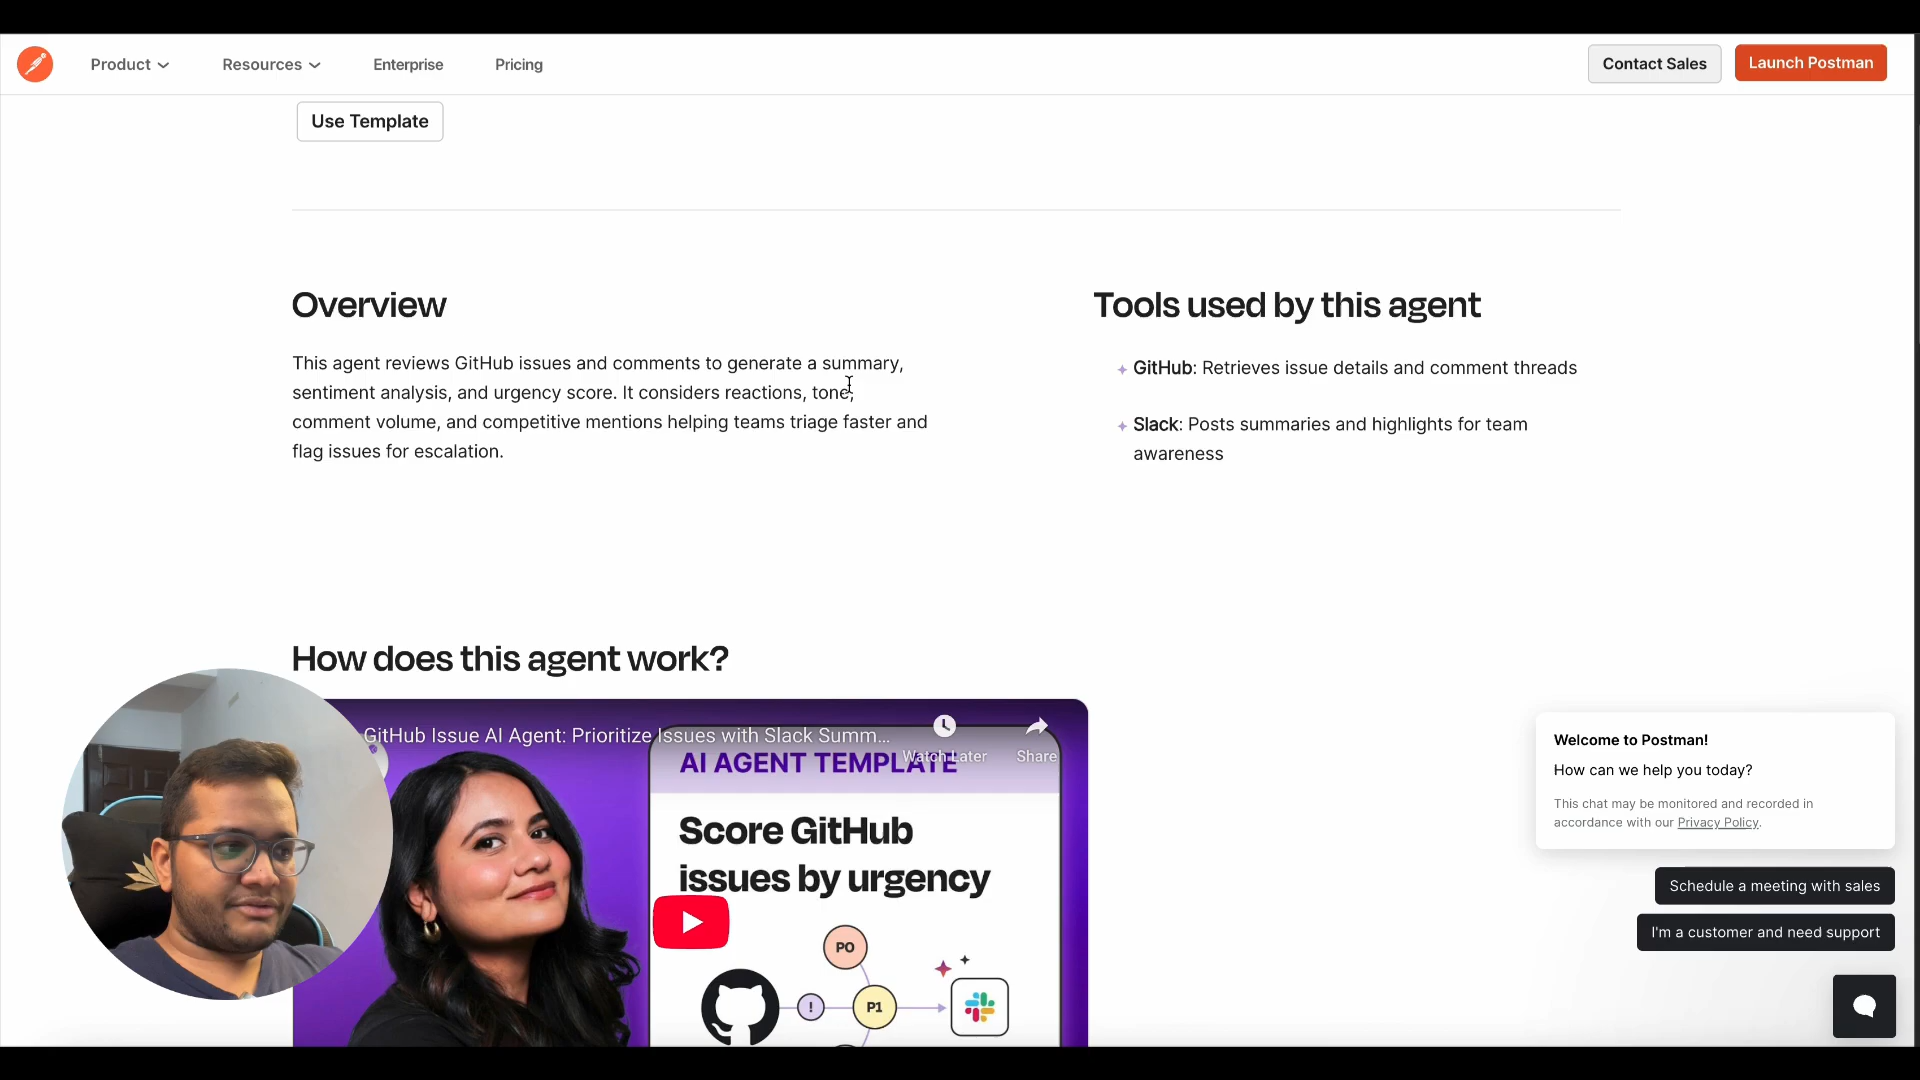 Product
Resources
Enterprise
Pricing
Contact Sales
Launch Postman
Use Template
Overview
This agent reviews GitHub issues and comments to generate a summary,
sentiment analysis, and urgency score. It considers reactions, tone,
comment volume, and competitive mentions helping teams triage faster and
flag issues for escalation.
Tools used by this agent
GitHub: Retrieves issue details and comment threads
Slack: Posts summaries and highlights for team
awareness
How does this agent work?
GitHub Issue AI Agent: Prioritize Issues with Slack Summ...
Watch Later
Share
AI AGENT TEMPLATE
Score GitHub
issues by urgency
P0
!
P1
Welcome to Postman!
How can we help you today?
This chat may be monitored and recorded in
accordance with our Privacy Policy.
Schedule a meeting with sales
I'm a customer and need support